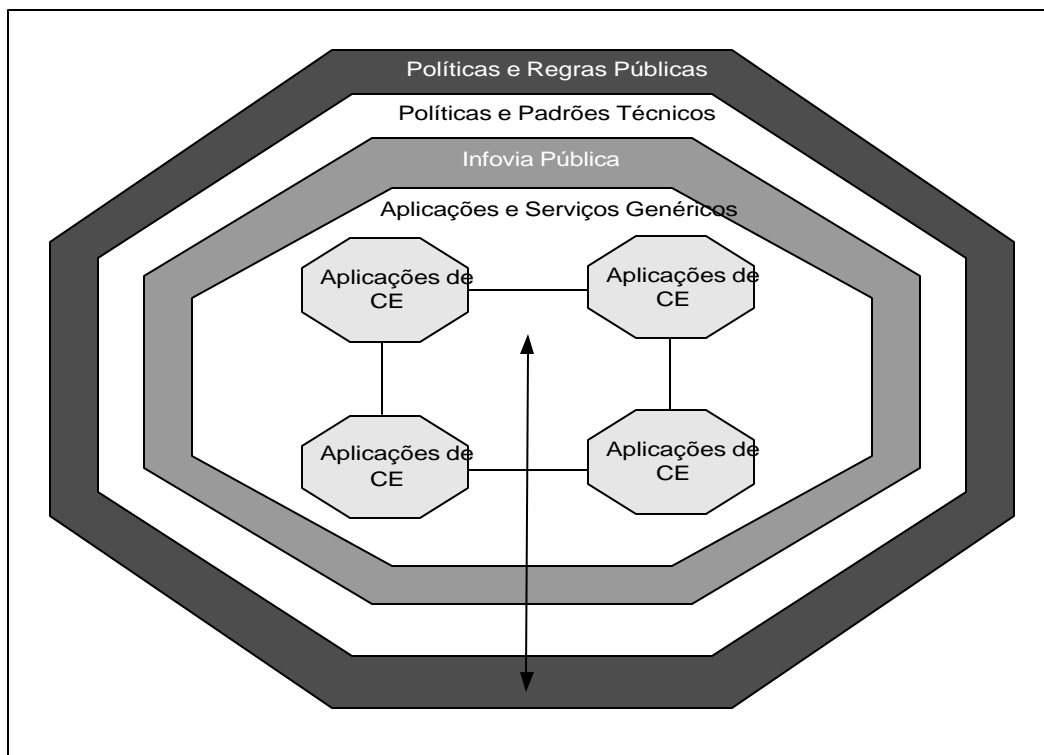 Políticas e Regras Públicas
Políticas e Padrões Técnicos
Infovia Pública
Aplicações e Serviços Genéricos
Aplicações de
CE
Aplicações de
CE
Aplicações de
CE
Aplicações de
CE